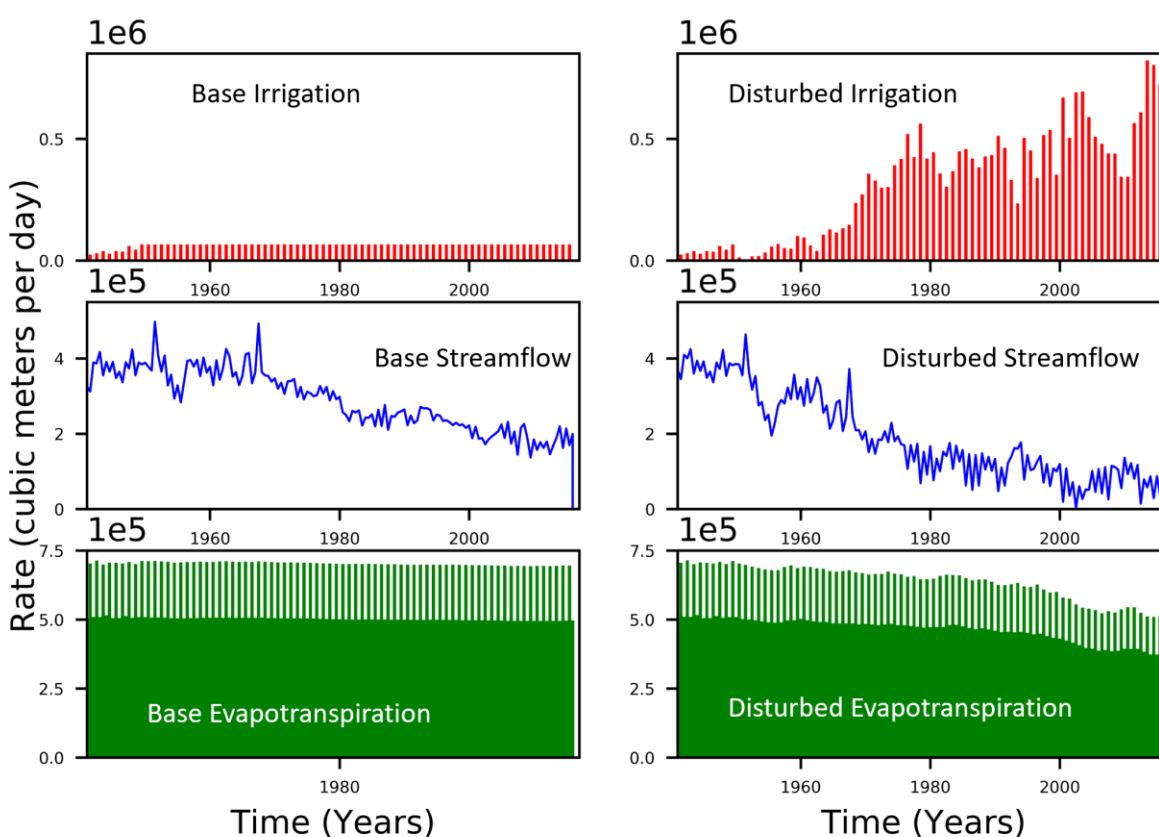 1e6
Base Irrigation
0.5
0.0
1960
1980
2000
1e6
Disturbed Irrigation
0.5
0.0
1960
1980
2000
Rate (cubic meters per day)
1e5
Base Streamflow
4
2
0
1960
1980
2000
1e5
Disturbed Streamflow
4
2
0
1960
1980
2000
1e5
7.5
5.0
2.5
0.0
Base Evapotranspiration
1980
Time (Years)
1e5
7.5
5.0
2.5
0.0
Disturbed Evapotranspiration
1960
1980
2000
Time (Years)